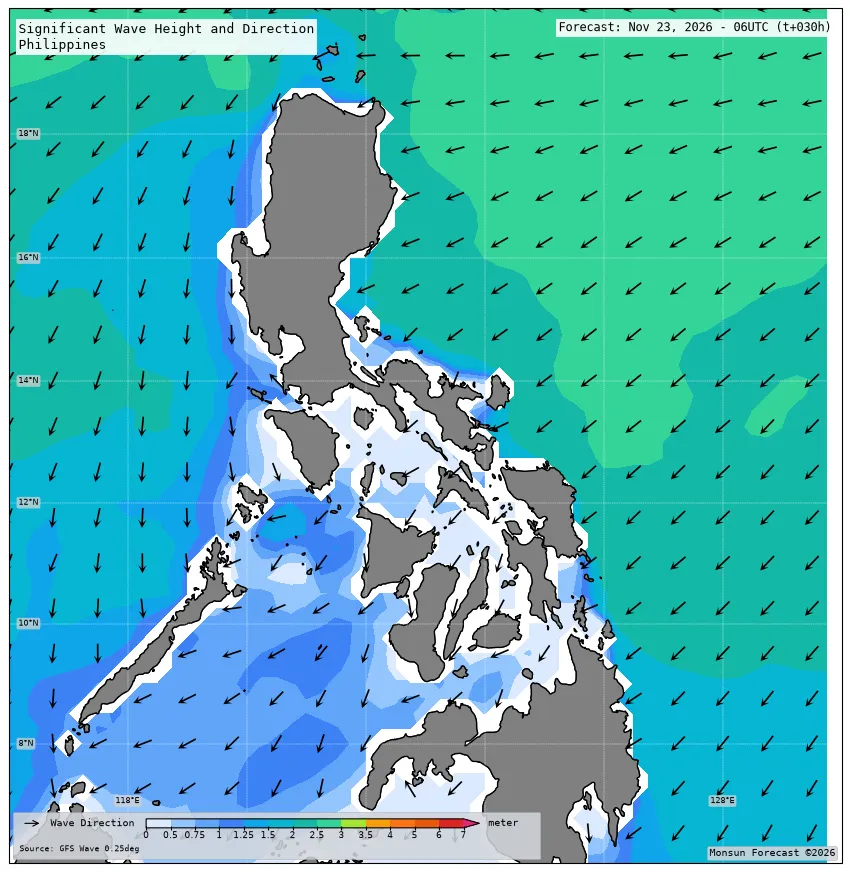 Significant Wave Height and Direction
Philippines
Forecast: Nov 23, 2026 - 06UTC (t+030h)
18°N
16°N
14°N
12°N
10°N
8°N
118°E
128°E
Wave Direction
0 0.5 0.75 1 1.25 1.5 2 2.5 3 3.5 4 5 6 7
meter
Source: GFS Wave 0.25deg
Monsun Forecast ©2026